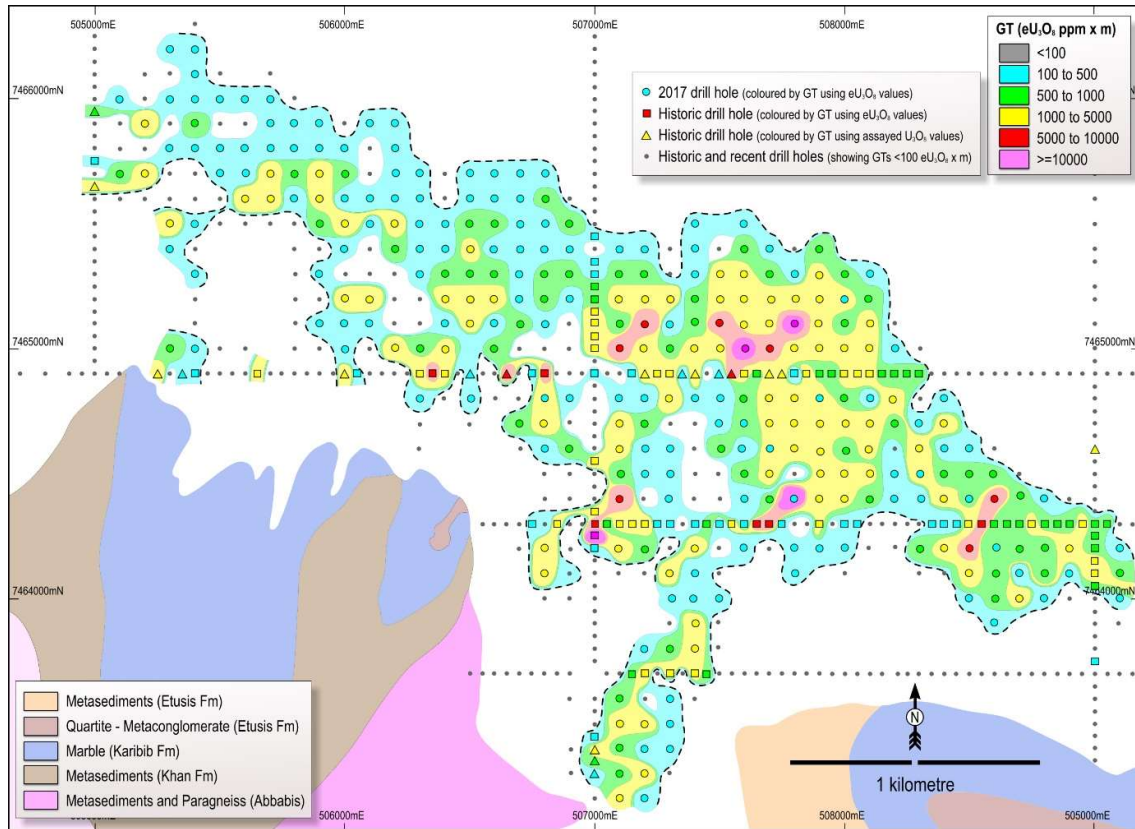 505000mE 506000mE 507000mE 508000mE
GT (eU₃O₈ ppm x m)
<100
100 to 500
500 to 1000
1000 to 5000
5000 to 10000
>=10000
2017 drill hole (coloured by GT using eU₃O₈ values)
Historic drill hole (coloured by GT using eU₃O₈ values)
Historic drill hole (coloured by GT using assayed U₃O₈ values)
Historic and recent drill holes (showing GTs <100 eU₃O₈ x m)
7466000mN
7465000mN 7465000mN
7464000mN 7464000mN
Metasediments (Etusis Fm)
Quartite - Metaconglomerate (Etusis Fm)
Marble (Karibib Fm)
Metasediments (Khan Fm)
Metasediments and Paragneiss (Abbabis)
N
1 kilometre
506000mE 507000mE 508000mE 505000mE